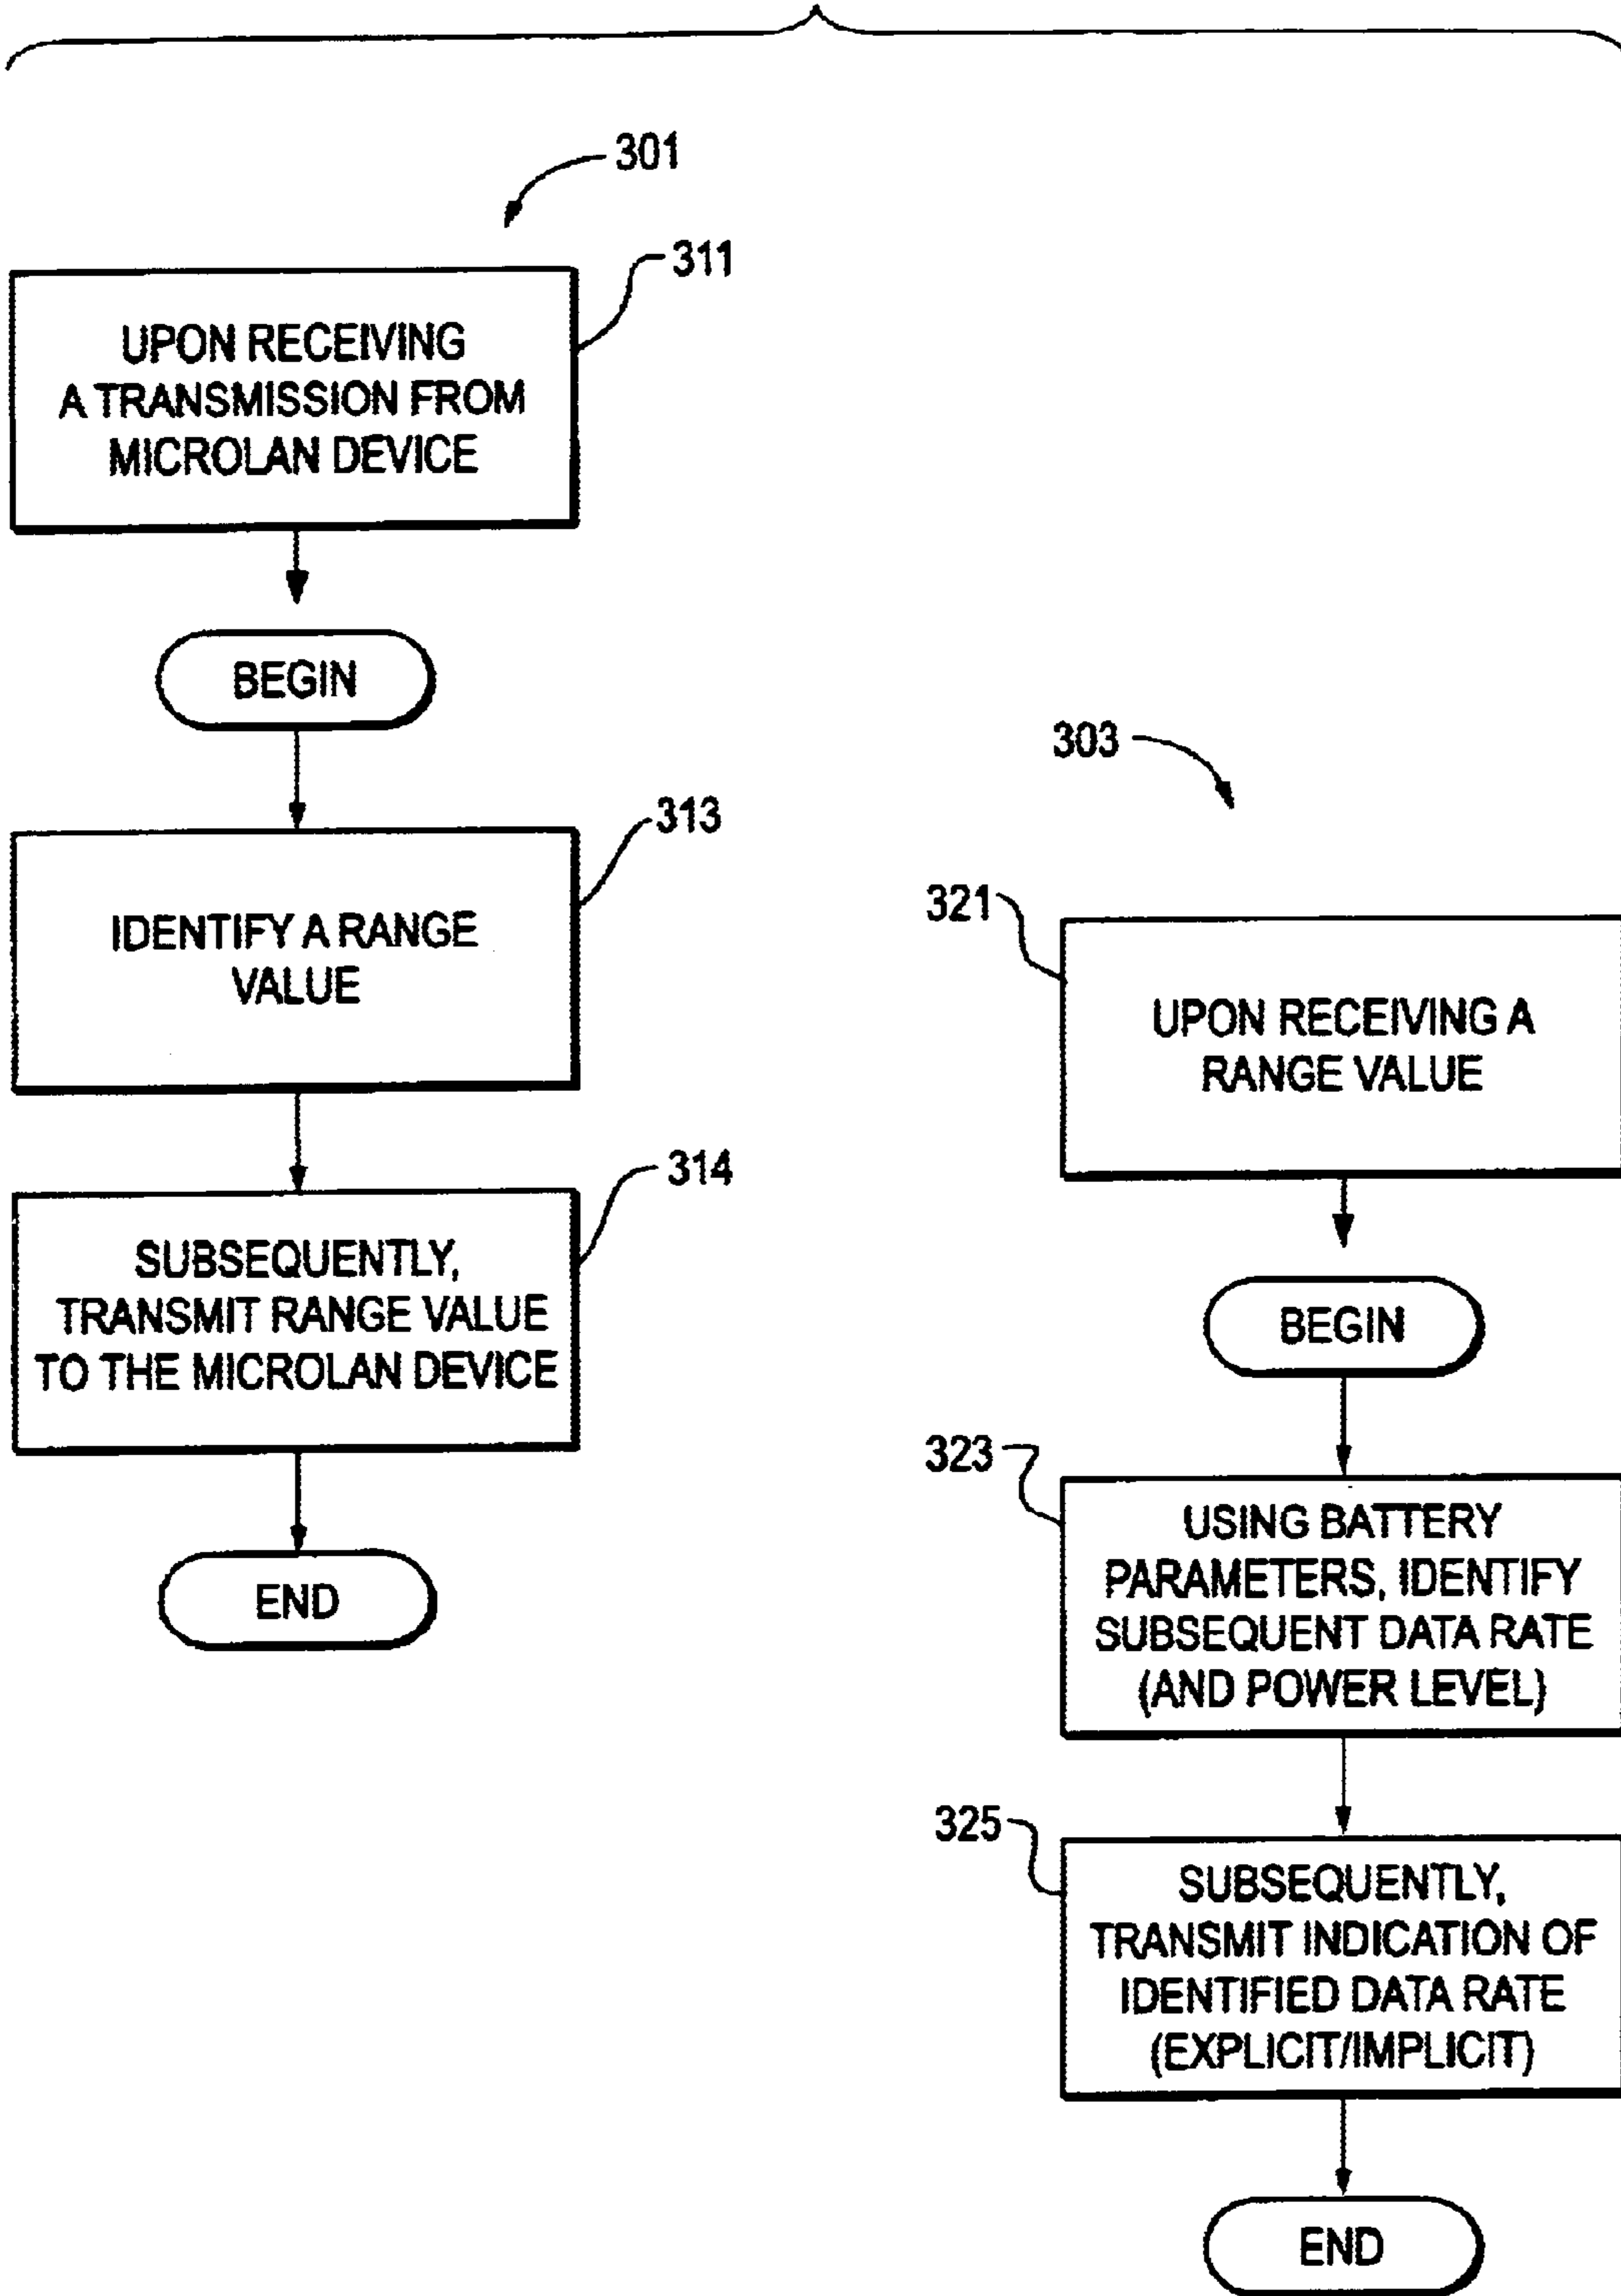 301
311
UPON RECEIVING
A TRANSMISSION FROM
MICROLAN DEVICE
BEGIN
313
IDENTIFY A RANGE
VALUE
314
SUBSEQUENTLY,
TRANSMIT RANGE VALUE
TO THE MICROLAN DEVICE
END
303
321
UPON RECEIVING A
RANGE VALUE
BEGIN
323
USING BATTERY
PARAMETERS, IDENTIFY
SUBSEQUENT DATA RATE
(AND POWER LEVEL)
325
SUBSEQUENTLY,
TRANSMIT INDICATION OF
IDENTIFIED DATA RATE
(EXPLICIT/IMPLICIT)
END